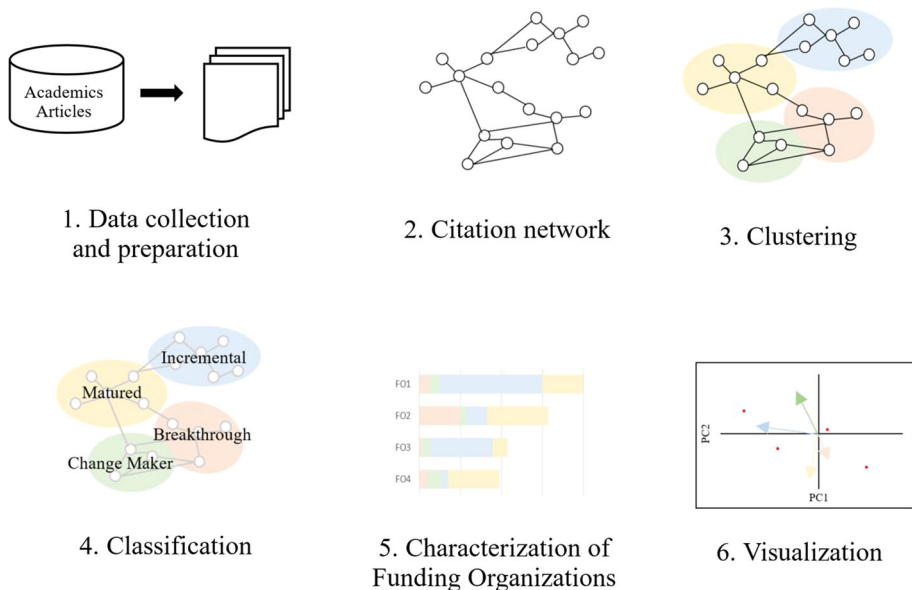 Academics
Articles
1. Data collection
and preparation
2. Citation network
3. Clustering
Incremental
Matured
Breakthrough
Change Maker
4. Classification
FO1
FO2
FO3
FO4
5. Characterization of
Funding Organizations
PC2
PC1
6. Visualization